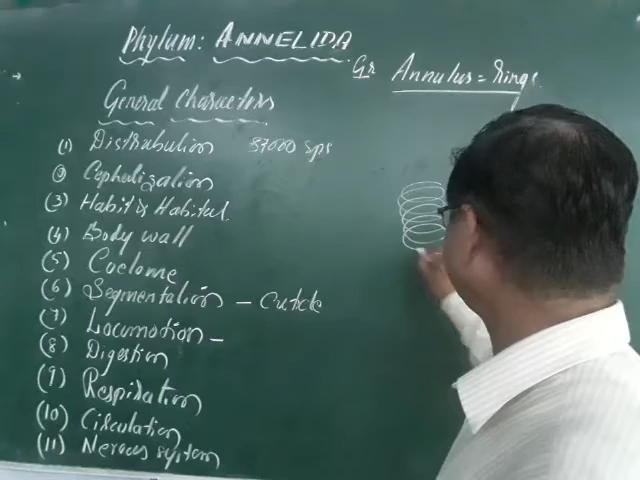 Phylum: ANNELIDA
Gr Annulus = Rings
General Characters
(1) Distribution 87000 sps
(2) Cephalization
(3) Habit & Habitat
(4) Body wall
(5) Coelome
(6) Segmentation - Cuticle
(7) Locomotion -
(8) Digestion
(9) Respiration
(10) Circulation
(11) Nervous system